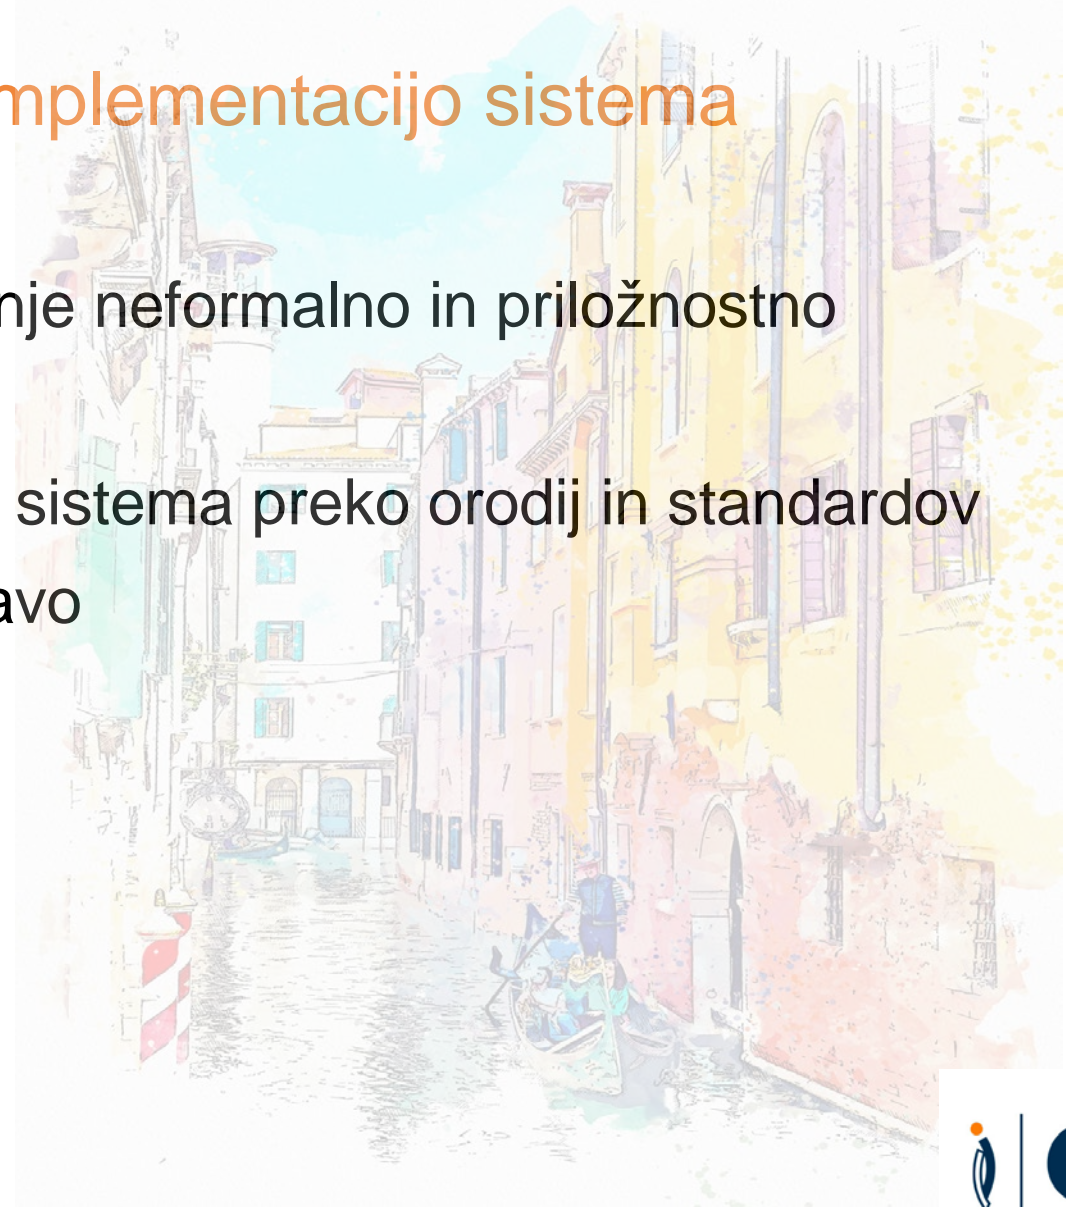 mplementacijo sistema
nje neformalno in priložnostno
sistema preko orodij in standardov
avo